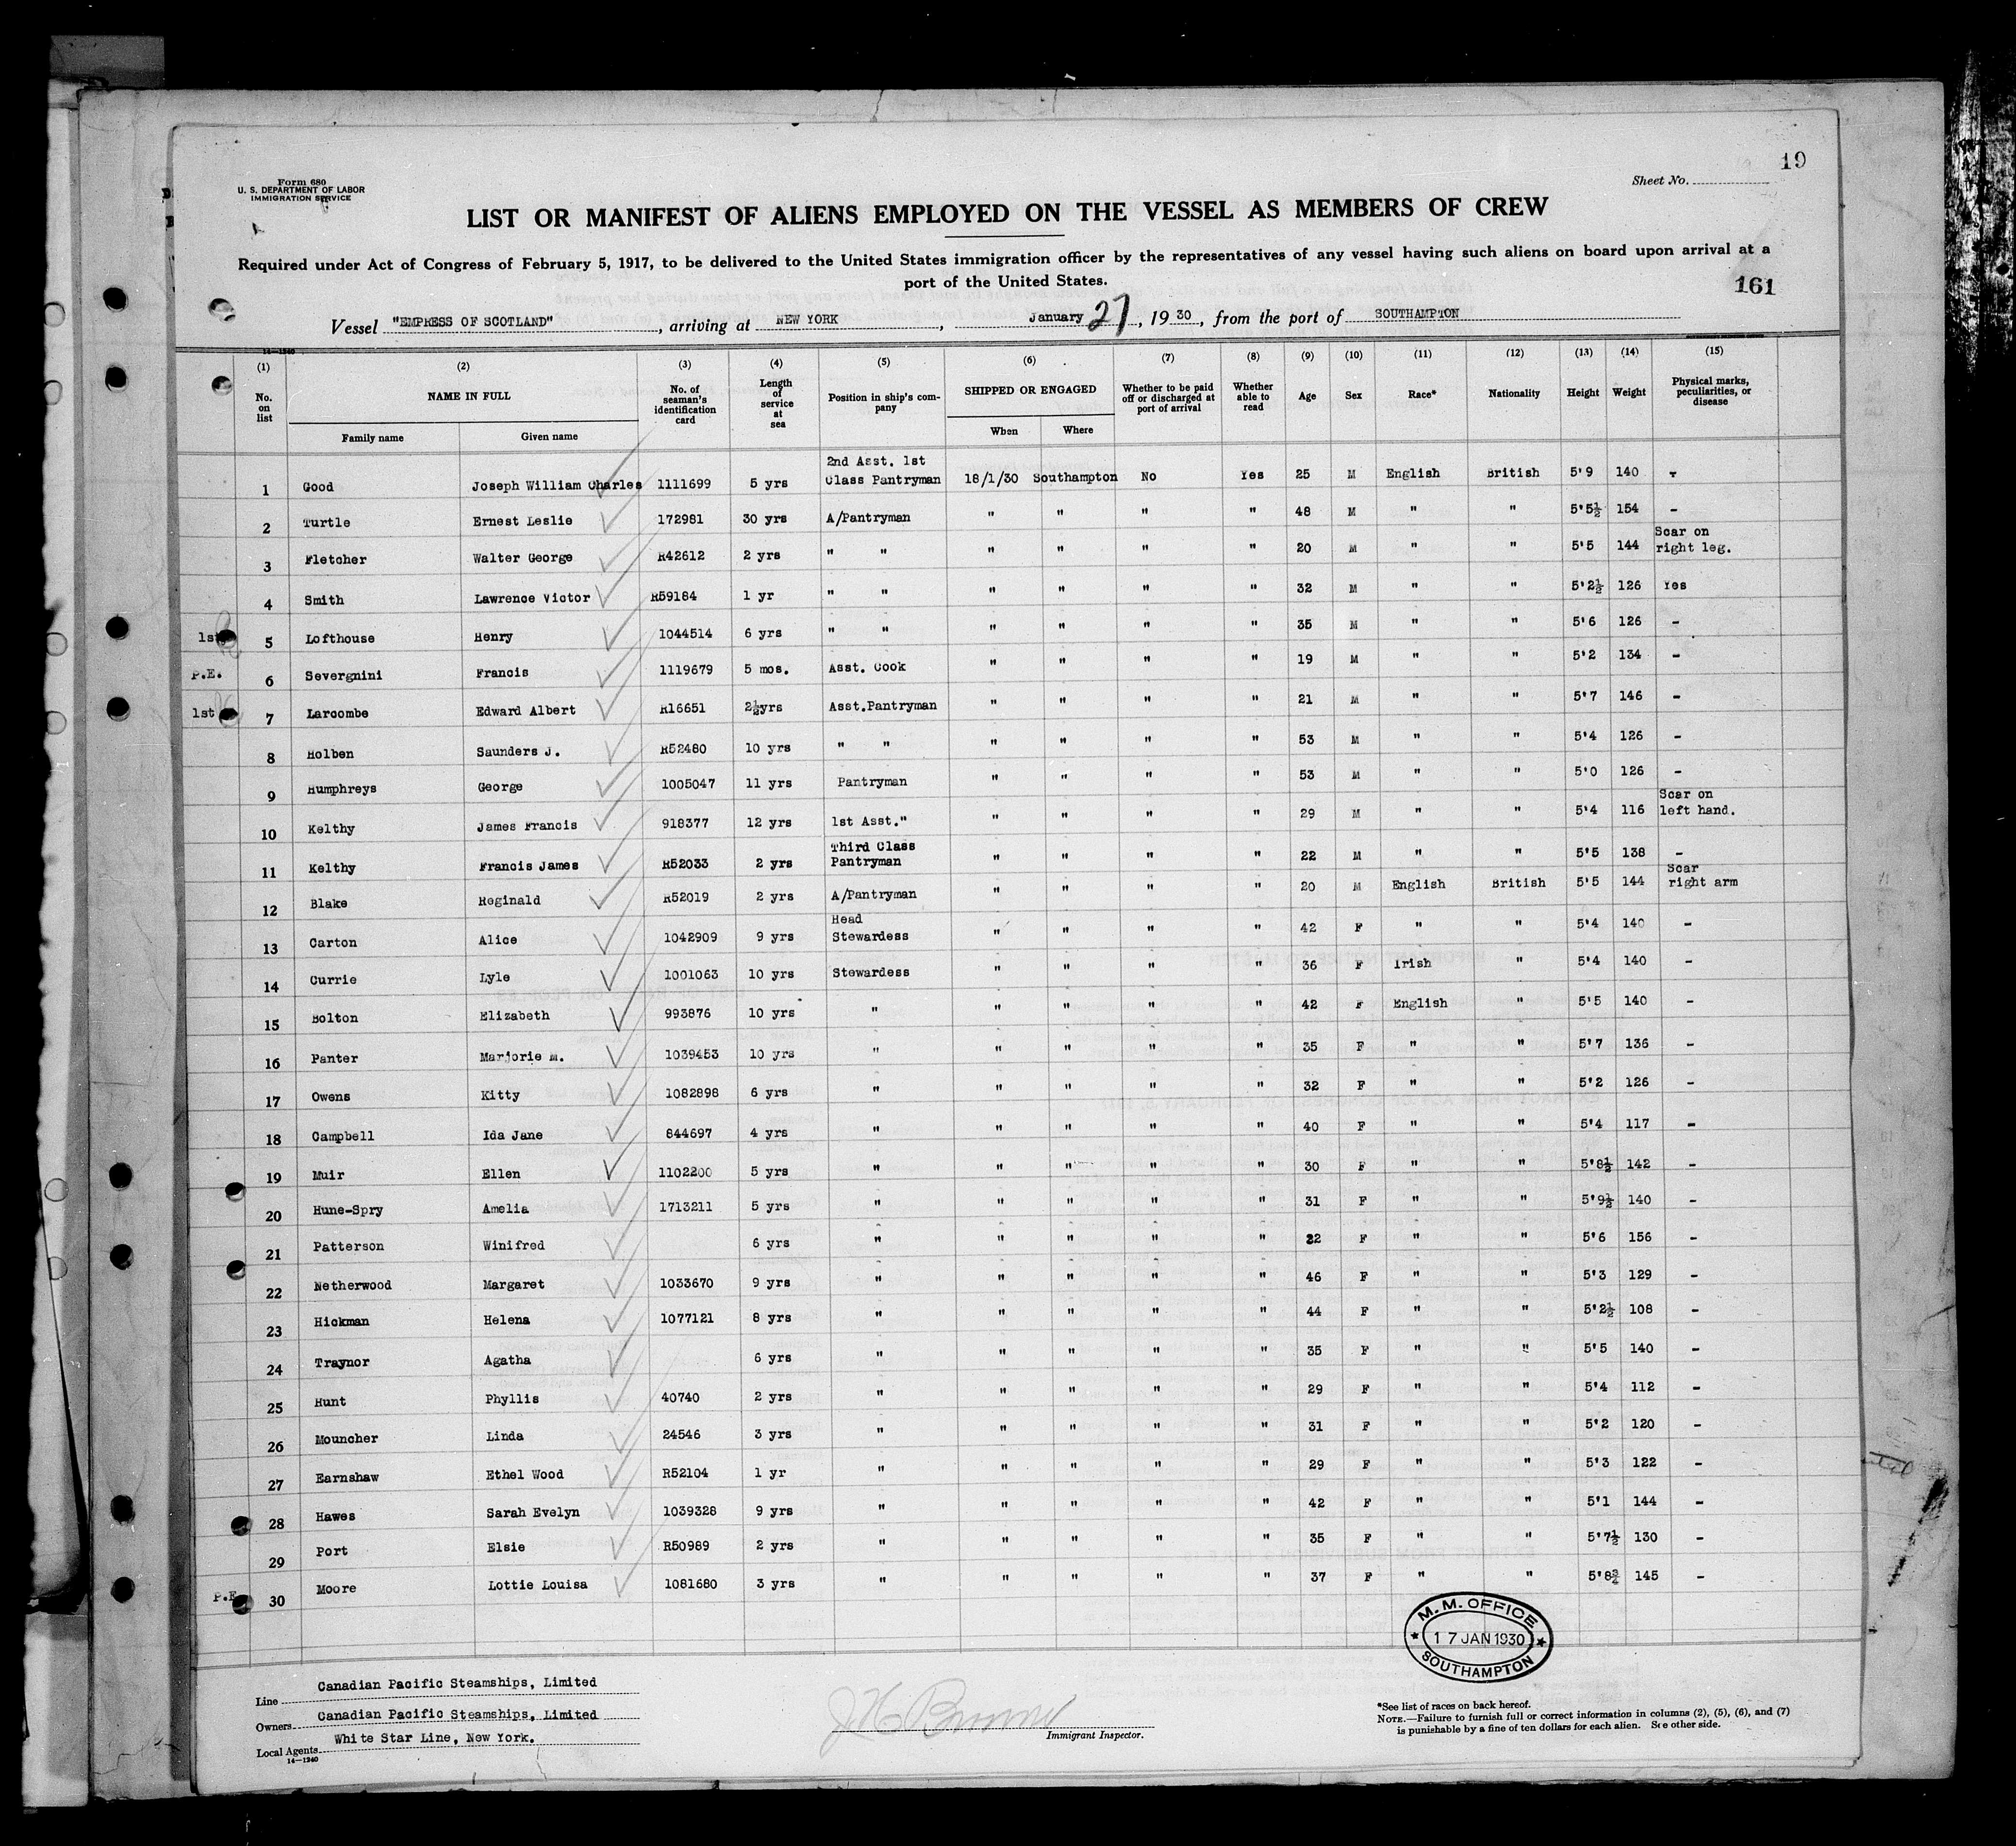 19
Form 680
U. S. DEPARTMENT OF LABOR
IMMIGRATION SERVICE
Sheet No.
LIST OR MANIFEST OF ALIENS EMPLOYED ON THE VESSEL AS MEMBERS OF CREW
Required under Act of Congress of February 5, 1917, to be delivered to the United States immigration officer by the representatives of any vessel having such aliens on board upon arrival at a
port of the United States.
161
Vessel "EMPRESS OF SCOTLAND", arriving at NEW YORK, January 27, 1930, from the port of SOUTHAMPTON
14—1240
(1) (2) (3) (4) (5) (6) (7) (8) (9) (10) (11) (12) (13) (14) (15)
No. on list NAME IN FULL Family name Given name No. of seaman's identification card Length of service at sea Position in ship's company SHIPPED OR ENGAGED When Where Whether to be paid off or discharged at port of arrival Whether able to read Age Sex Race* Nationality Height Weight Physical marks, peculiarities, or disease
1 Good Joseph William Charles 1111699 5 yrs 2nd Asst. 1st Class Pantryman 18/1/30 Southampton No Yes 25 M English British 5'9 140 -
2 Turtle Ernest Leslie 172981 30 yrs A/Pantryman " " " " 48 M " " 5'5½ 154 -
3 Fletcher Walter George R42612 2 yrs " " " " " " 20 M " " 5'5 144 Scar on right leg.
4 Smith Lawrence Victor R59184 1 yr " " " " " " 32 M " " 5'2½ 126 Yes
1st 5 Lofthouse Henry 1044514 6 yrs " " " " " " 35 M " " 5'6 126 -
P.E. 6 Severgnini Francis 1119679 5 mos. Asst. Cook " " " " 19 M " " 5'2 134 -
1st 7 Larcombe Edward Albert R16651 2½yrs Asst.Pantryman " " " " 21 M " " 5'7 146 -
8 Holben Saunders J. R52480 10 yrs " " " " " " 53 M " " 5'4 126 -
9 Humphreys George 1005047 11 yrs Pantryman " " " " 53 M " " 5'0 126 -
10 Kelthy James Francis 918377 12 yrs 1st Asst." " " " " 29 M " " 5'4 116 Scar on left hand.
11 Kelthy Francis James R52033 2 yrs Third Class Pantryman " " " " 22 M " " 5'5 138 -
12 Blake Reginald R52019 2 yrs A/Pantryman " " " " 20 M English British 5'5 144 Scar right arm
13 Carton Alice 1042909 9 yrs Head Stewardess " " " " 42 F " " 5'4 140 -
14 Currie Lyle 1001063 10 yrs Stewardess " " " " 36 F Irish " 5'4 140 -
15 Bolton Elizabeth 993876 10 yrs " " " " " 42 F English " 5'5 140 -
16 Panter Marjorie M. 1039453 10 yrs " " " " " 35 F " " 5'7 136 -
17 Owens Kitty 1082898 6 yrs " " " " " 32 F " " 5'2 126 -
18 Campbell Ida Jane 844697 4 yrs " " " " " 40 F " " 5'4 117 -
19 Muir Ellen 1102200 5 yrs " " " " " 30 F " " 5'8½ 142 -
20 Hune-Spry Amelia 1713211 5 yrs " " " " " 31 F " " 5'9½ 140 -
21 Patterson Winifred 6 yrs " " " " " 32 F " " 5'6 156 -
22 Netherwood Margaret 1033670 9 yrs " " " " " 46 F " " 5'3 129 -
23 Hickman Helena 1077121 8 yrs " " " " " 44 F " " 5'2½ 108 -
24 Traynor Agatha 6 yrs " " " " " 35 F " " 5'5 140 -
25 Hunt Phyllis 40740 2 yrs " " " " " 29 F " " 5'4 112 -
26 Mouncher Linda 24546 3 yrs " " " " " 31 F " " 5'2 120 -
27 Earnshaw Ethel Wood R52104 1 yr " " " " " 29 F " " 5'3 122 -
28 Hawes Sarah Evelyn 1039328 9 yrs " " " " " 42 F " " 5'1 144 -
29 Port Elsie R50989 2 yrs " " " " " 35 F " " 5'7½ 130 -
P.E. 30 Moore Lottie Louisa 1081680 3 yrs " " " " " 37 F " " 5'8¾ 145 -
M. M. OFFICE
17 JAN 1930
SOUTHAMPTON
Line Canadian Pacific Steamships, Limited
Owners Canadian Pacific Steamships, Limited
Local Agents White Star Line, New York.
14—1240
Immigrant Inspector.
*See list of races on back hereof.
NOTE.—Failure to furnish full or correct information in columns (2), (5), (6), and (7)
is punishable by a fine of ten dollars for each alien. See other side.